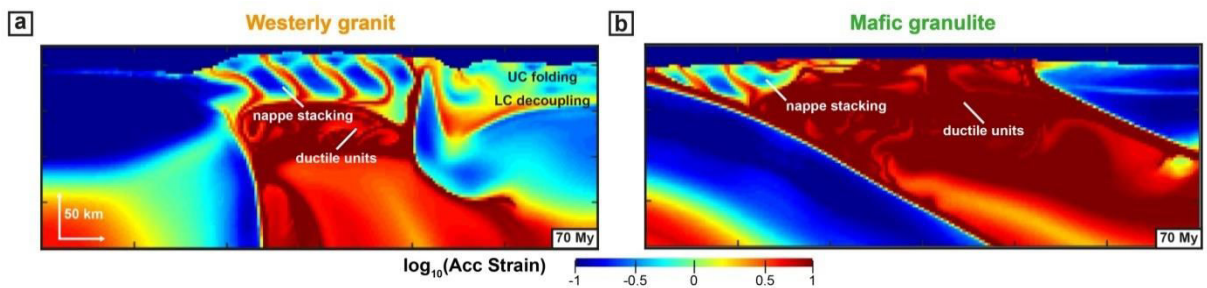 a
Westerly granit
b
Mafic granulite
UC folding
LC decoupling
nappe stacking
ductile units
50 km
70 My
nappe stacking
ductile units
70 My
log10(Acc Strain)
-1 -0.5 0 0.5 1